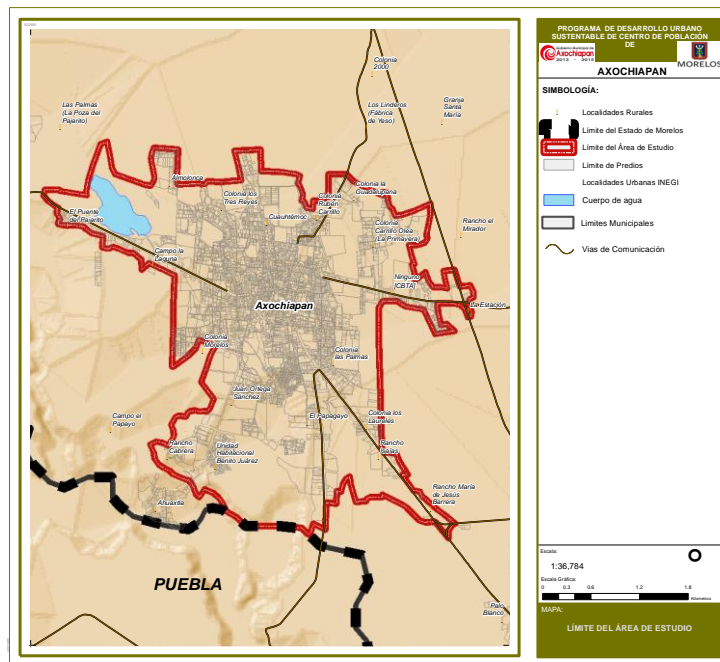 Colonia
2000
Las Palmas
(La Poza del
Pajarito)
Los Linderos
(Fábrica
de Yeso)
Granja
Santa
María
Almolonca
Colonia los
Tres Reyes
Colonia
Rubén
Carrillo
Colonia la
Guadalupana
El Puente
del Pajarito
Cuauhtémoc
Colonia
Carrillo Olea
(La Primavera)
Rancho el
Mirador
Campo la
Laguna
Ninguno
[CBTA]
Axochiapan
La Estación
Colonia
Morelos
Colonia
las Palmas
Juan Ortega
Sánchez
Campo el
Papayo
El Papagayo
Colonia los
Laureles
Rancho
Cabrera
Unidad
Habitacional
Benito Juárez
Rancho
Salas
Rancho María
de Jesús
Barrera
Ahuaxtla
PUEBLA
Palo
Blanco
PROGRAMA DE DESARROLLO URBANO
SUSTENTABLE DE CENTRO DE POBLACIÓN
DE
Axochiapan
2013 - 2015
MORELOS
AXOCHIAPAN
SIMBOLOGÍA:
Localidades Rurales
Límite del Estado de Morelos
Límite del Área de Estudio
Límite de Predios
Localidades Urbanas INEGI
Cuerpo de agua
Limites Municipales
Vias de Comunicación
Escala:
1:36,784
Escala Gráfica:
0 0.3 0.6 1.2 1.8
Kilometros
MAPA:
LÍMITE DEL ÁREA DE ESTUDIO